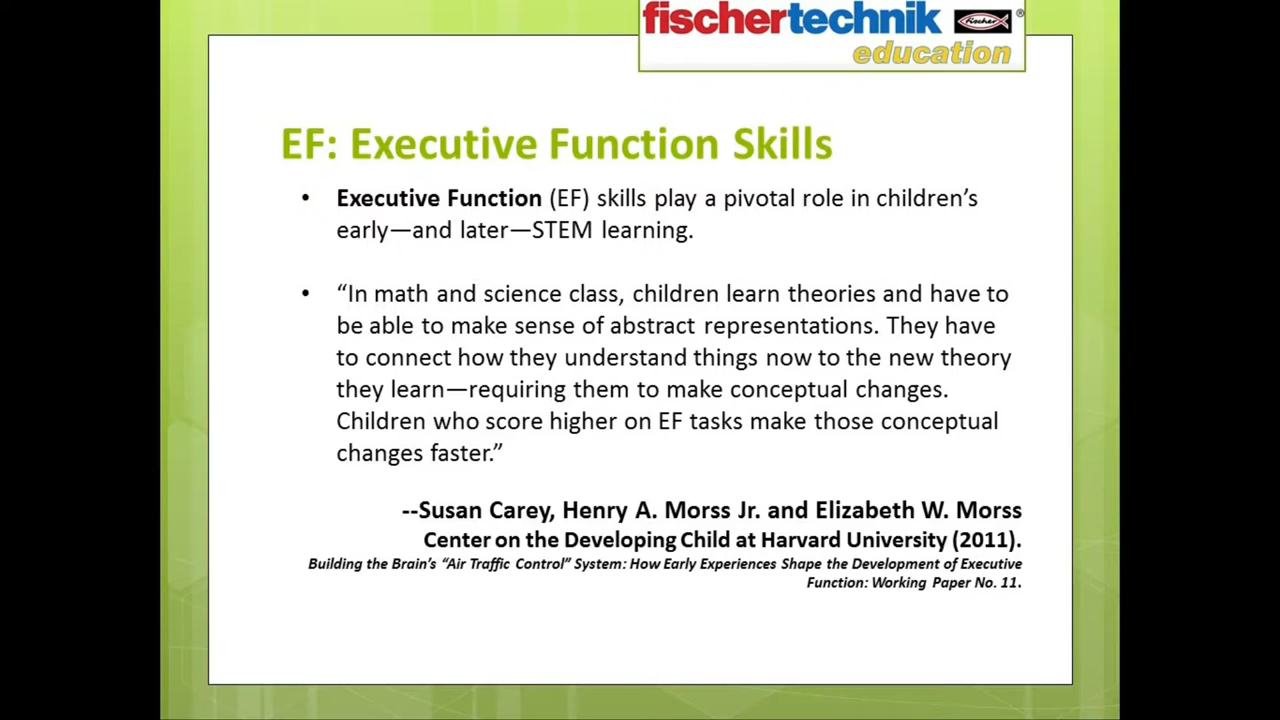 fischertechnik fischer ®
education
EF: Executive Function Skills
• Executive Function (EF) skills play a pivotal role in children’s
early—and later—STEM learning.
• “In math and science class, children learn theories and have to
be able to make sense of abstract representations. They have
to connect how they understand things now to the new theory
they learn—requiring them to make conceptual changes.
Children who score higher on EF tasks make those conceptual
changes faster.”
--Susan Carey, Henry A. Morss Jr. and Elizabeth W. Morss
Center on the Developing Child at Harvard University (2011).
Building the Brain’s “Air Traffic Control” System: How Early Experiences Shape the Development of Executive
Function: Working Paper No. 11.